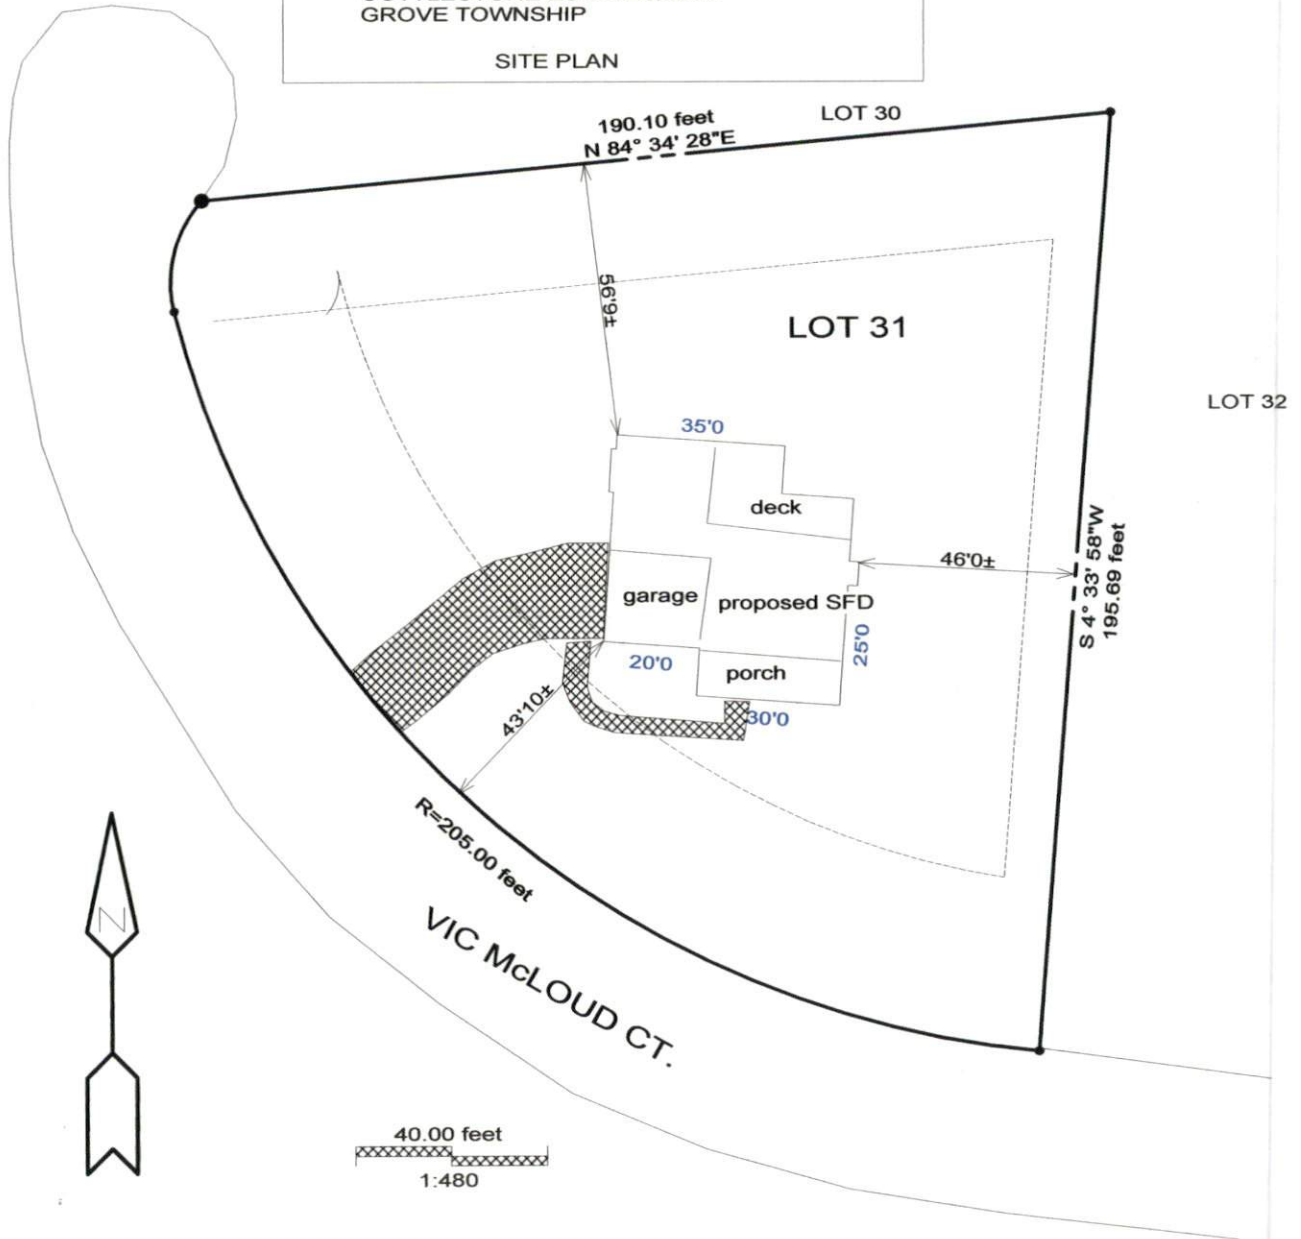 GROVE TOWNSHIP
SITE PLAN
190.10 feet
N 84° 34' 28"E
LOT 30
56'9±
LOT 31
LOT 32
35'0
deck
46'0±
S 4° 33' 58"W
195.69 feet
garage
proposed SFD
25'0
20'0
porch
30'0
43'10±
R=205.00 feet
VIC McLOUD CT.
N
40.00 feet
1:480